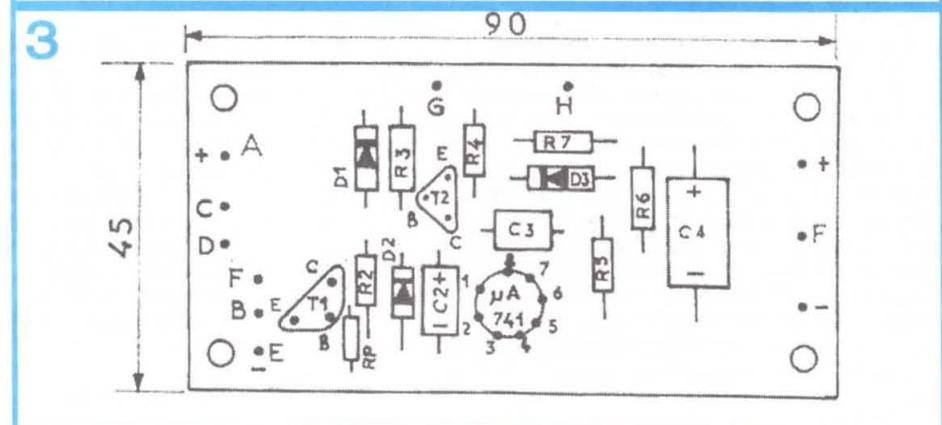 3
90
45
G
H
+ A
C
D
F
B
E
-
D1
R3
E
T2
B
C
R4
R7
D3
R6
+
C4
-
C3
R5
+
F
-
C
E
T1
B
R2
RP
D2
C2+
-
µA
741
1
2
3
4
5
6
7